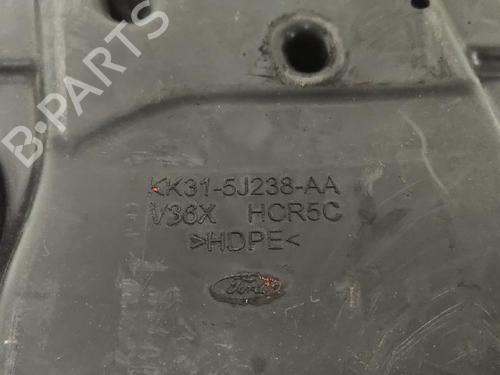 B-PARTS
KK31-5J238-AA
V36X HCR5C
>HDPE<
Ford